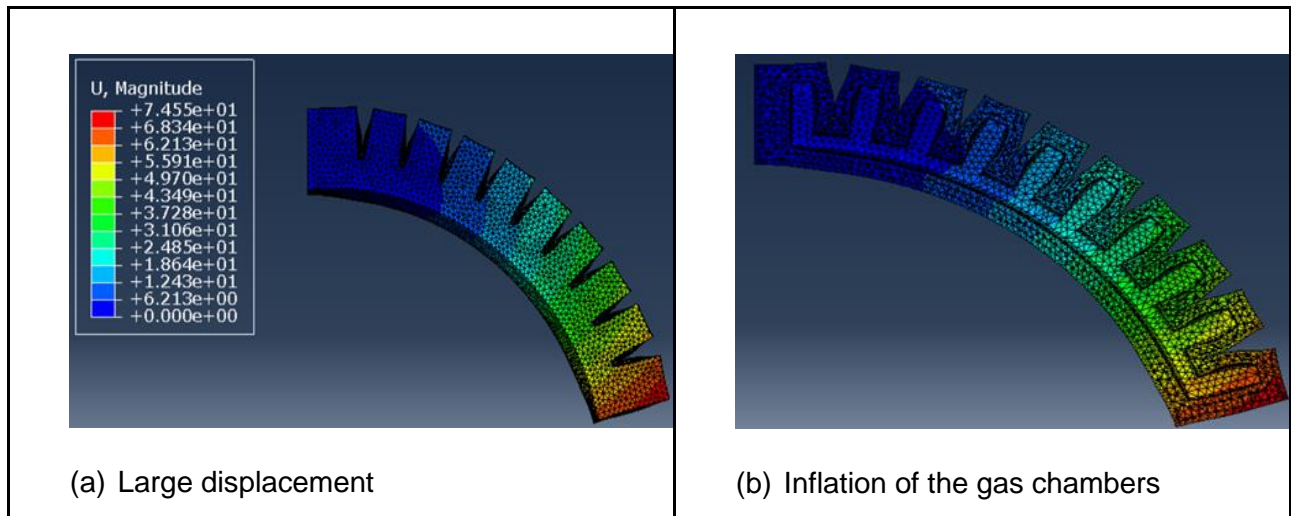 U, Magnitude
+7.455e+01
+6.834e+01
+6.213e+01
+5.591e+01
+4.970e+01
+4.349e+01
+3.728e+01
+3.106e+01
+2.485e+01
+1.864e+01
+1.243e+01
+6.213e+00
+0.000e+00
(a) Large displacement
(b) Inflation of the gas chambers